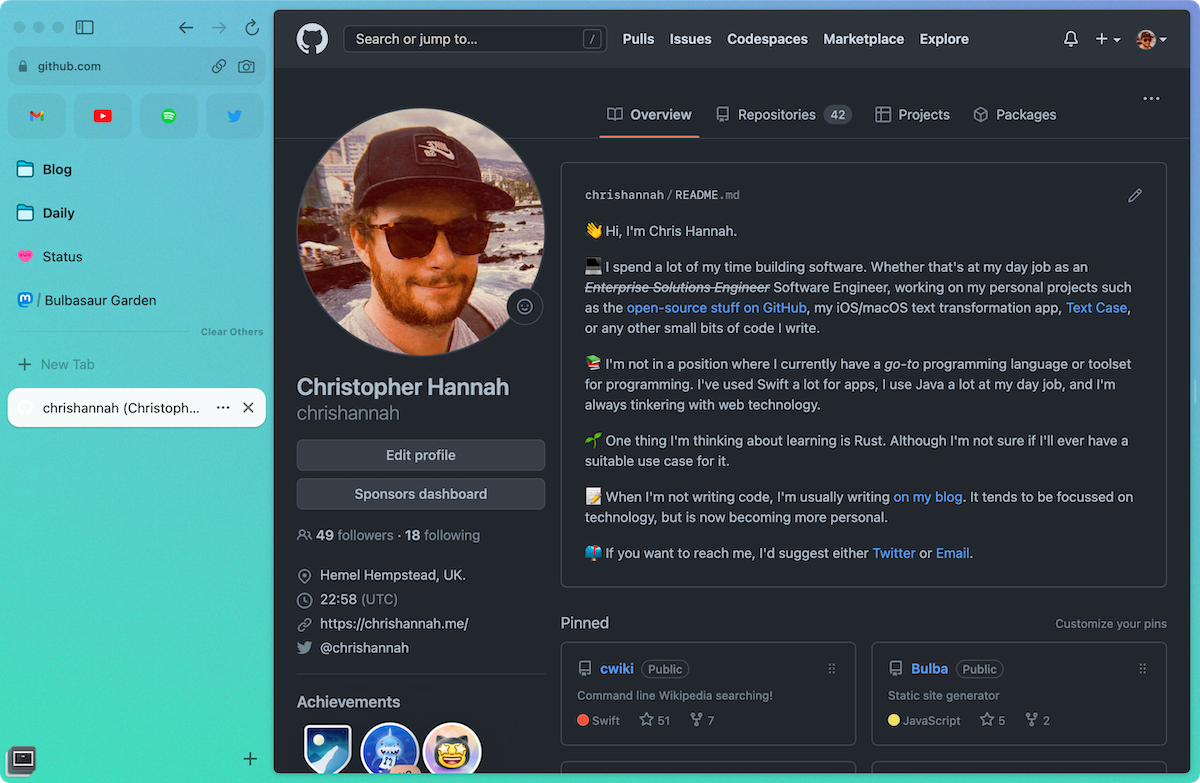 github.com
Blog
Daily
Status
/ Bulbasaur Garden
Clear Others
New Tab
chrishannah (Christoph...
Search or jump to...
/
Pulls
Issues
Codespaces
Marketplace
Explore
Overview
Repositories 42
Projects
Packages
Christopher Hannah
chrishannah
Edit profile
Sponsors dashboard
49 followers · 18 following
Hemel Hempstead, UK.
22:58 (UTC)
https://chrishannah.me/
@chrishannah
Achievements
chrishannah / README.md
👋 Hi, I'm Chris Hannah.
💻 I spend a lot of my time building software. Whether that's at my day job as an
Enterprise Solutions Engineer Software Engineer, working on my personal projects such
as the open-source stuff on GitHub, my iOS/macOS text transformation app, Text Case,
or any other small bits of code I write.
📚 I'm not in a position where I currently have a go-to programming language or toolset
for programming. I've used Swift a lot for apps, I use Java a lot at my day job, and I'm
always tinkering with web technology.
🌱 One thing I'm thinking about learning is Rust. Although I'm not sure if I'll ever have a
suitable use case for it.
📝 When I'm not writing code, I'm usually writing on my blog. It tends to be focussed on
technology, but is now becoming more personal.
📫 If you want to reach me, I'd suggest either Twitter or Email.
Pinned
Customize your pins
cwiki Public
Command line Wikipedia searching!
Swift 51 7
Bulba Public
Static site generator
JavaScript 5 2